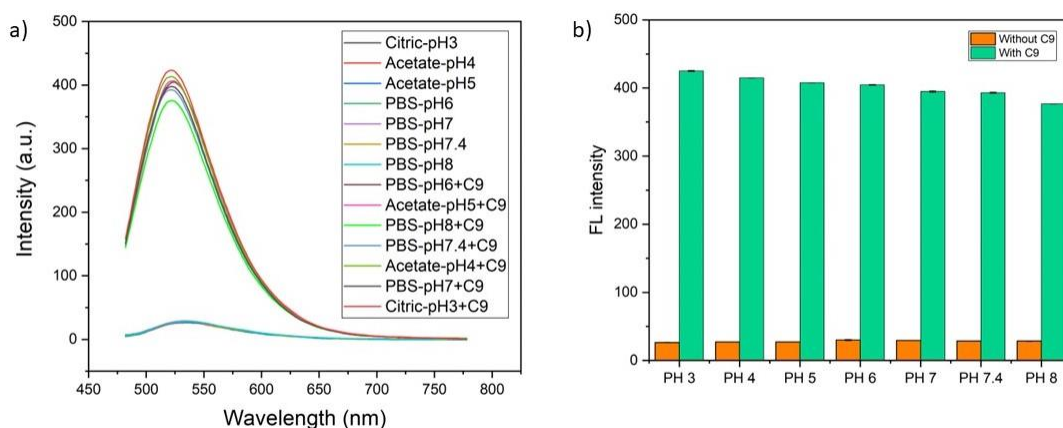 a)
Intensity (a.u.)
500
400
300
200
100
0
450
500
550
600
650
700
750
800
Wavelength (nm)
Citric-pH3
Acetate-pH4
Acetate-pH5
PBS-pH6
PBS-pH7
PBS-pH7.4
PBS-pH8
PBS-pH6+C9
Acetate-pH5+C9
PBS-pH8+C9
PBS-pH7.4+C9
Acetate-pH4+C9
PBS-pH7+C9
Citric-pH3+C9
b)
FL intensity
500
400
300
200
100
0
PH 3
PH 4
PH 5
PH 6
PH 7
PH 7.4
PH 8
Without C9
With C9